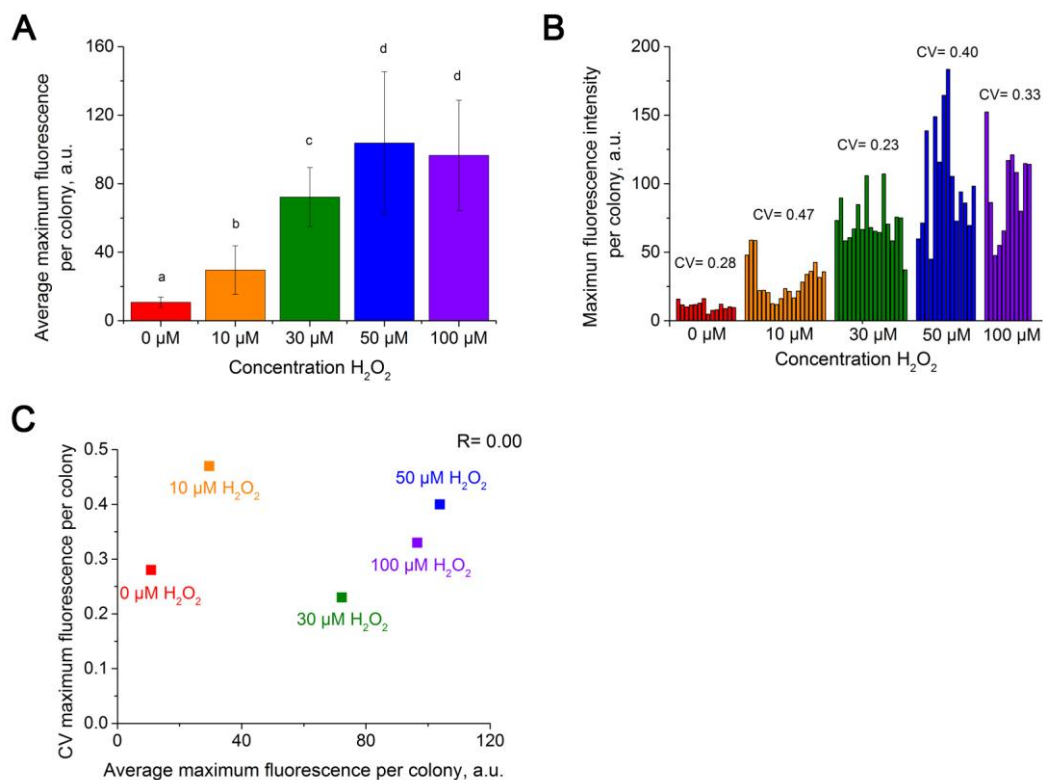 A
Average maximum fluorescence
per colony, a.u.
160
120
80
40
0
a
b
c
d
d
0 µM
10 µM
30 µM
50 µM
100 µM
Concentration H₂O₂
B
Maximun fluorescence intensity
per colony, a.u.
200
150
100
50
0
CV= 0.28
CV= 0.47
CV= 0.23
CV= 0.40
CV= 0.33
0 µM
10 µM
30 µM
50 µM
100 µM
Concentration H₂O₂
C
R= 0.00
CV maximum fluorescence per colony
0.5
0.4
0.3
0.2
0.1
0.0
10 µM H₂O₂
50 µM H₂O₂
100 µM H₂O₂
0 µM H₂O₂
30 µM H₂O₂
0
40
80
120
Average maximum fluorescence per colony, a.u.